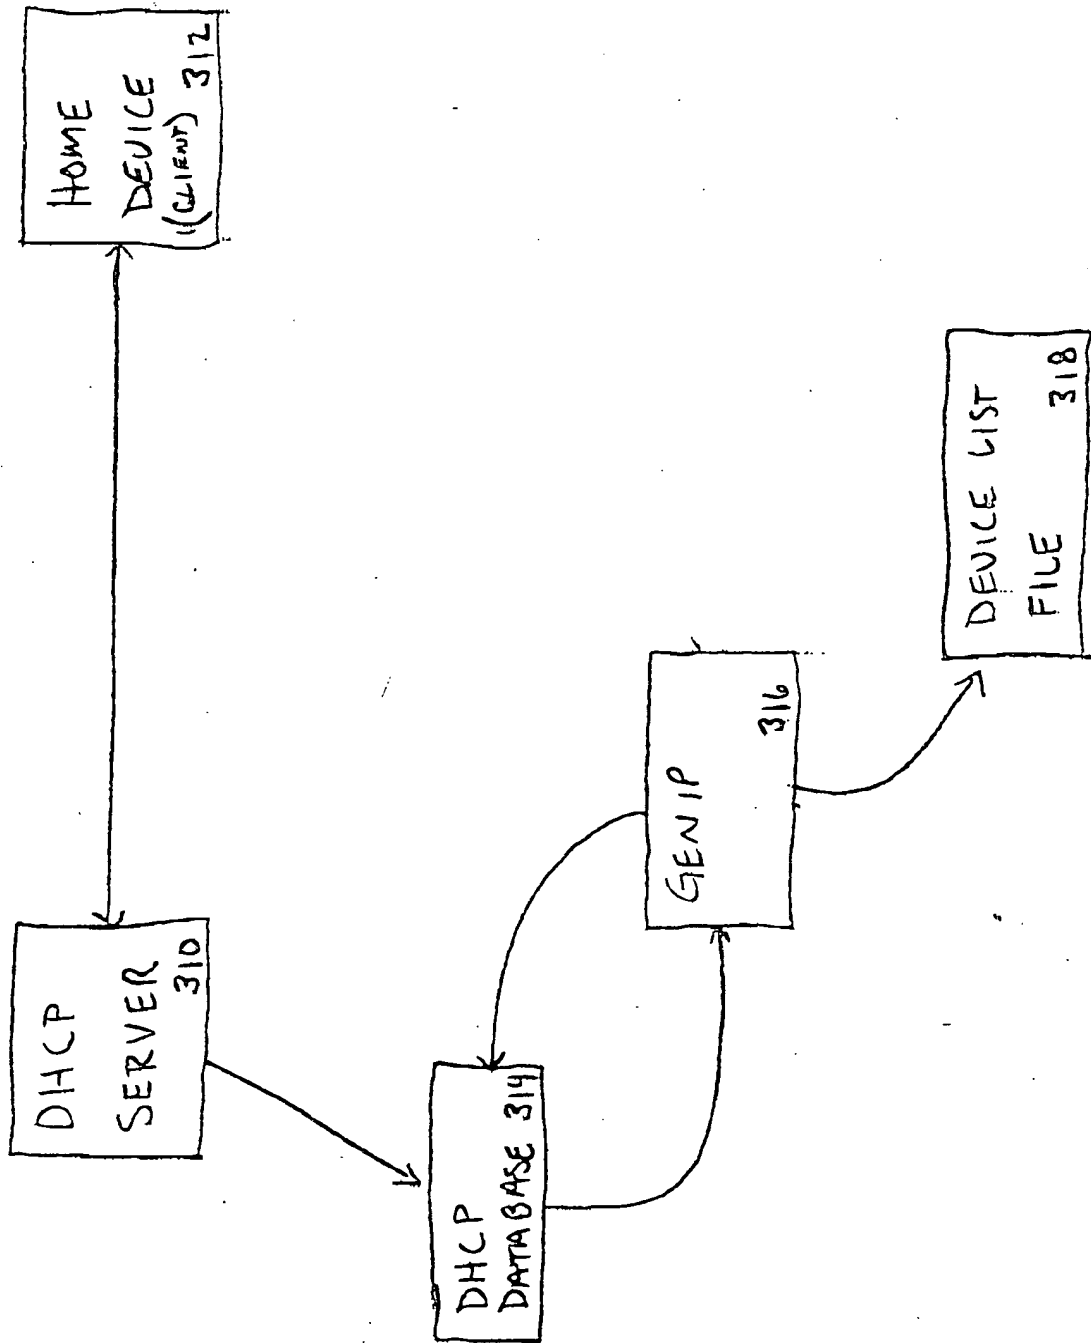 DHCP
SERVER
310
HOME
DEVICE
(CLIENT) 312
DHCP
DATABASE 314
GENIP
316
DEVICE LIST
FILE 318